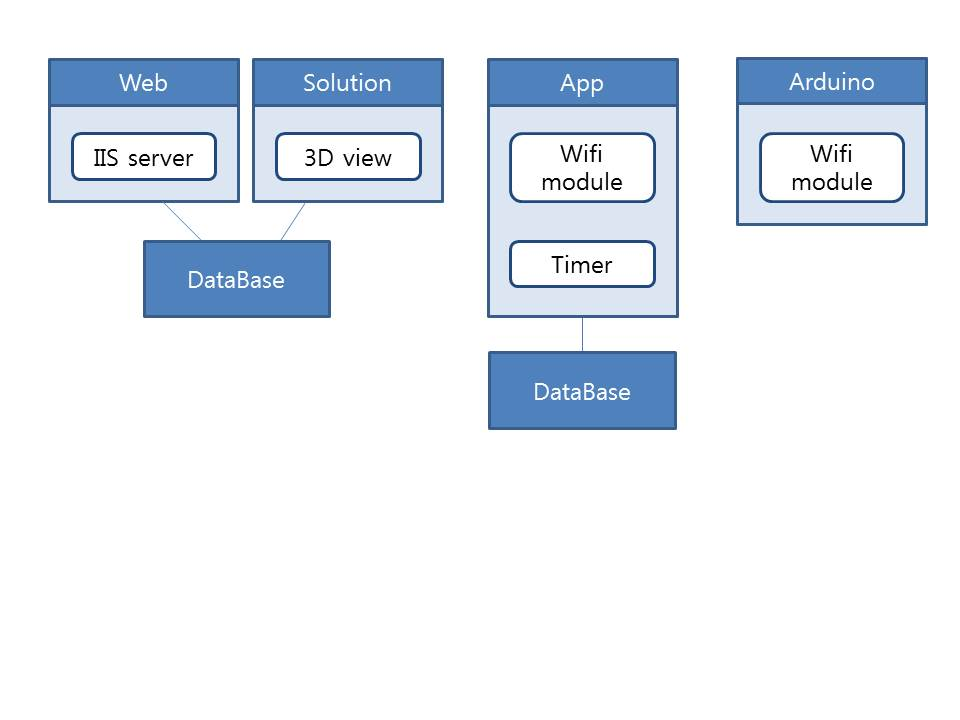 Web
IIS server
Solution
3D view
DataBase
App
Wifi
module
Timer
DataBase
Arduino
Wifi
module